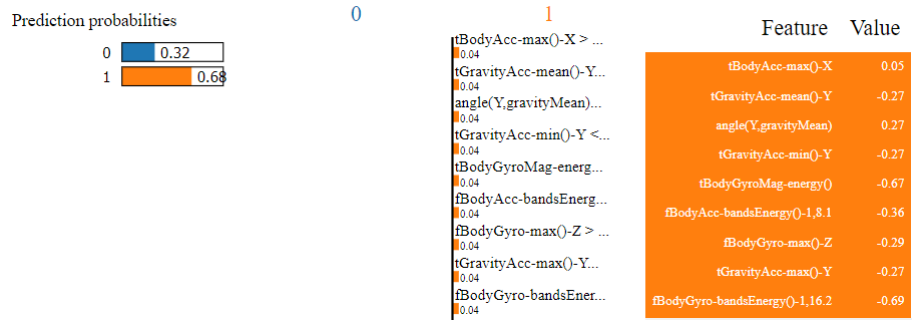 Prediction probabilities
0 0.32
1 0.68
0 1
tBodyAcc-max()-X > ...
0.04
tGravityAcc-mean()-Y...
0.04
angle(Y,gravityMean)...
0.04
tGravityAcc-min()-Y <...
0.04
tBodyGyroMag-energ...
0.04
fBodyAcc-bandsEnerg...
0.04
fBodyGyro-max()-Z > ...
0.04
tGravityAcc-max()-Y...
0.04
fBodyGyro-bandsEner...
0.04
Feature Value
tBodyAcc-max()-X 0.05
tGravityAcc-mean()-Y -0.27
angle(Y,gravityMean) 0.27
tGravityAcc-min()-Y -0.27
tBodyGyroMag-energy() -0.67
fBodyAcc-bandsEnergy()-1,8.1 -0.36
fBodyGyro-max()-Z -0.29
tGravityAcc-max()-Y -0.27
fBodyGyro-bandsEnergy()-1,16.2 -0.69